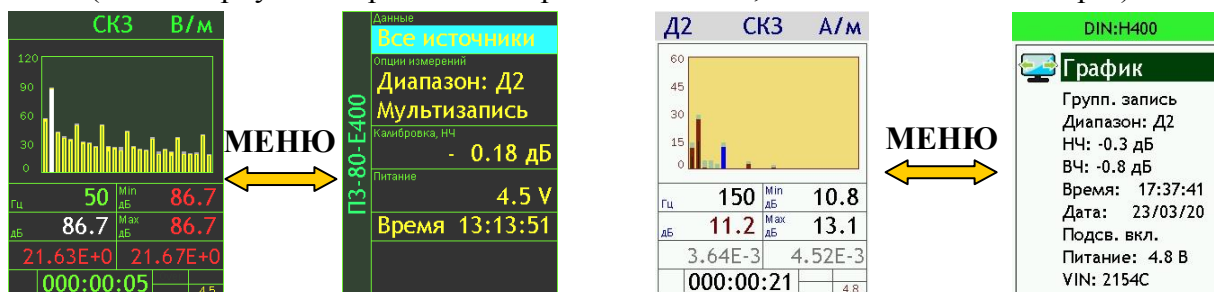 СКЗ В/м
120
90
60
30
0
Гц 50 Min дБ 86.7
дБ 86.7 Max дБ 86.7
21.63E+0 21.67E+0
000:00:05 4.5
МЕНЮ
П3-80-Е400
Данные
Все источники
Опции измерений
Диапазон: Д2
Мультизапись
Калибровка, НЧ
- 0.18 дБ
Питание
4.5 V
Время 13:13:51
Д2 СКЗ А/м
60
45
30
15
0
Гц 150 Min дБ 10.8
дБ 11.2 Max дБ 13.1
3.64E-3 4.52E-3
000:00:21 4.8
МЕНЮ
DIN:H400
График
Групп. запись
Диапазон: Д2
НЧ: -0.3 дБ
ВЧ: -0.8 дБ
Время: 17:37:41
Дата: 23/03/20
Подсв. вкл.
Питание: 4.8 В
VIN: 2154C